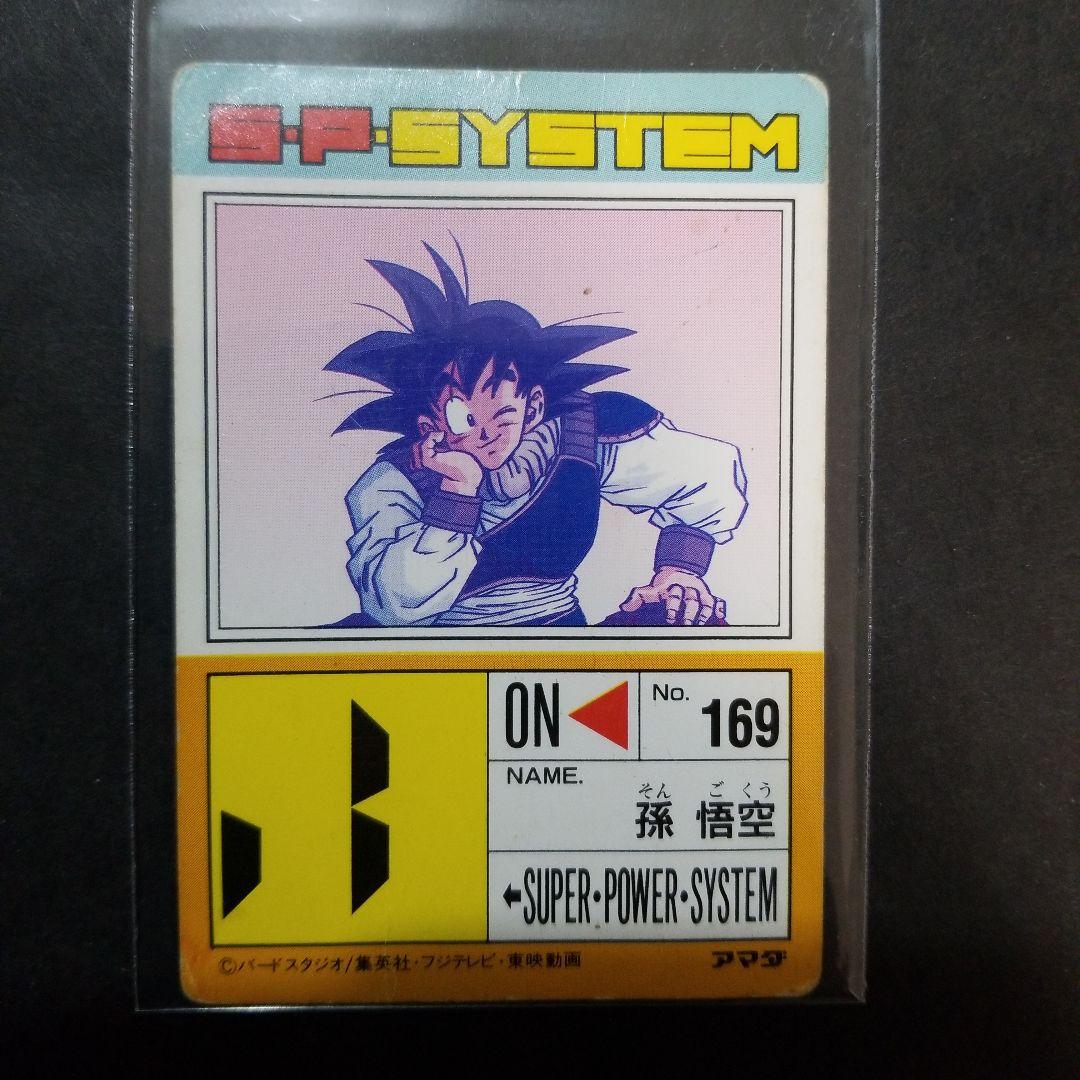 S·P·SYSTEM
ON
No.
169
NAME.
そん ご くう
孫 悟空
←SUPER·POWER·SYSTEM
©バードスタジオ/集英社・フジテレビ・東映動画
アマダ